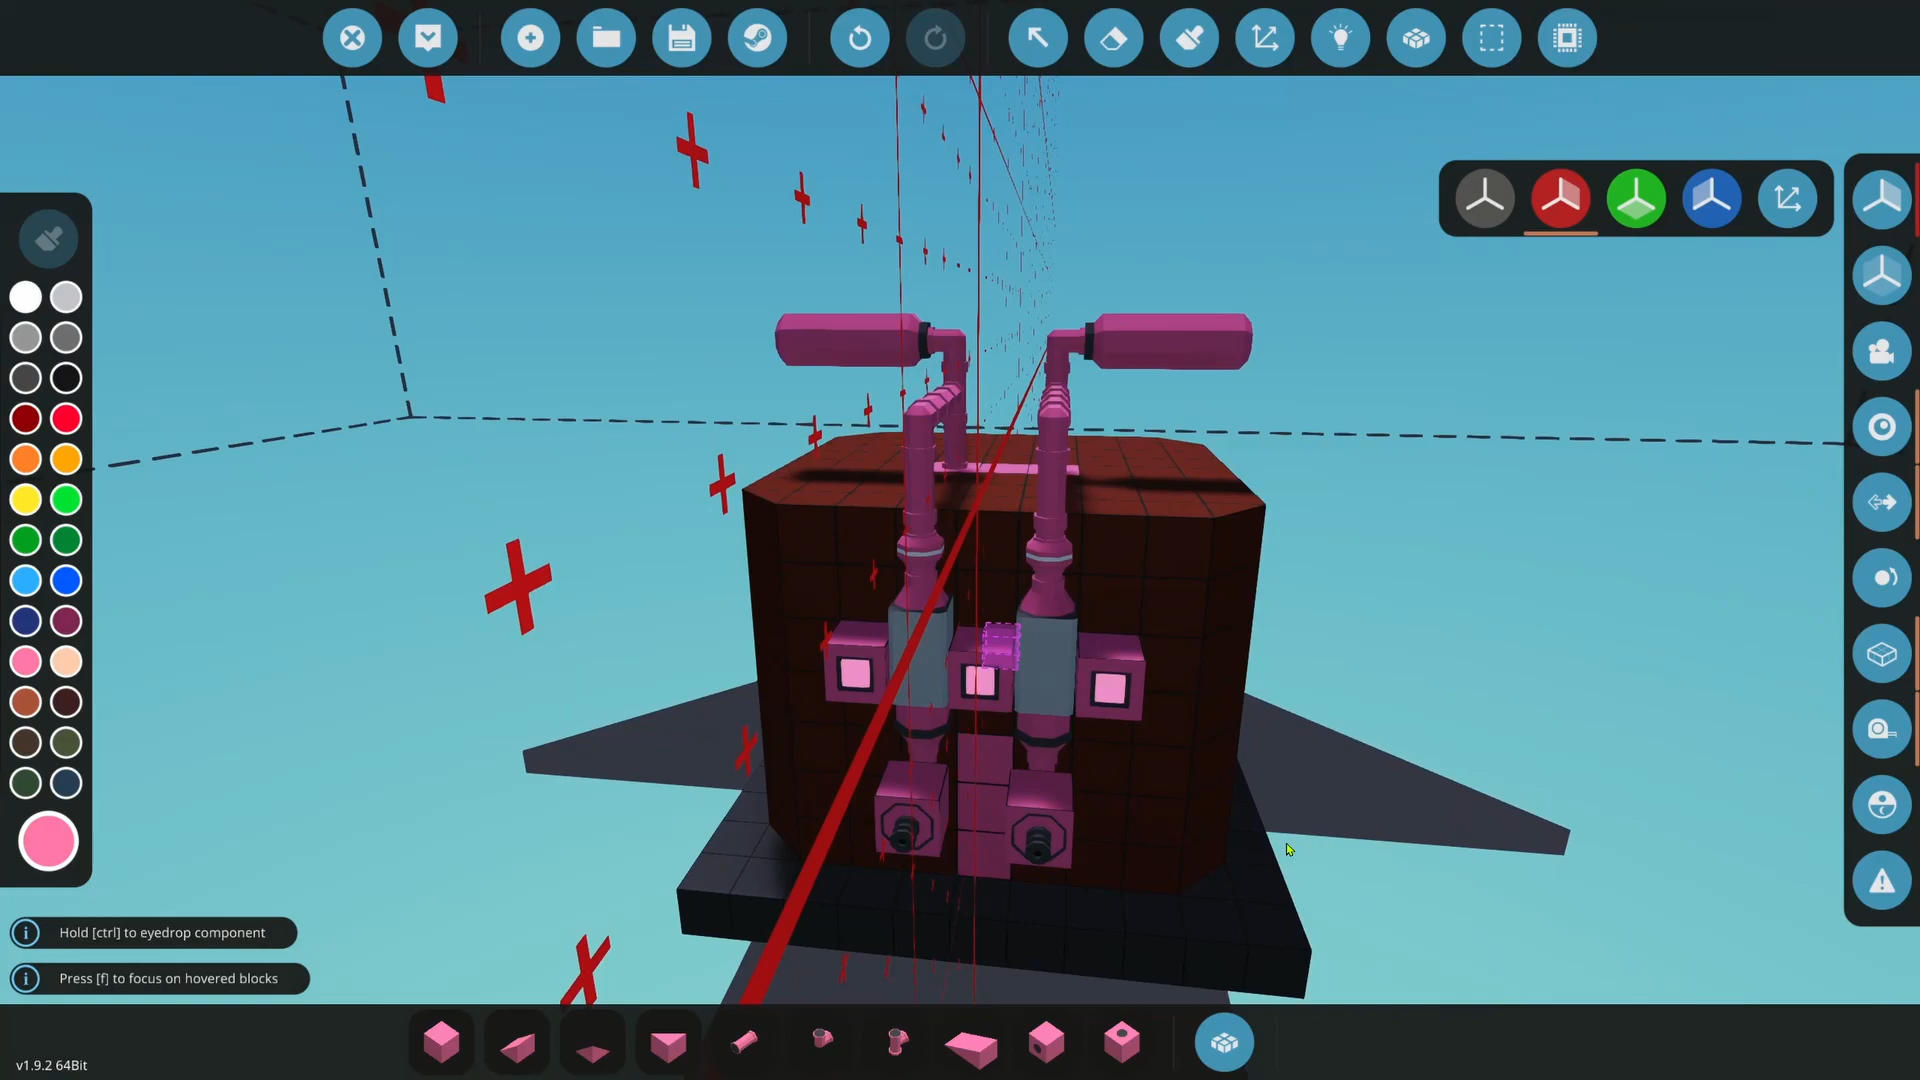 Hold [ctrl] to eyedrop component
Press [f] to focus on hovered blocks
v1.9.2 64Bit